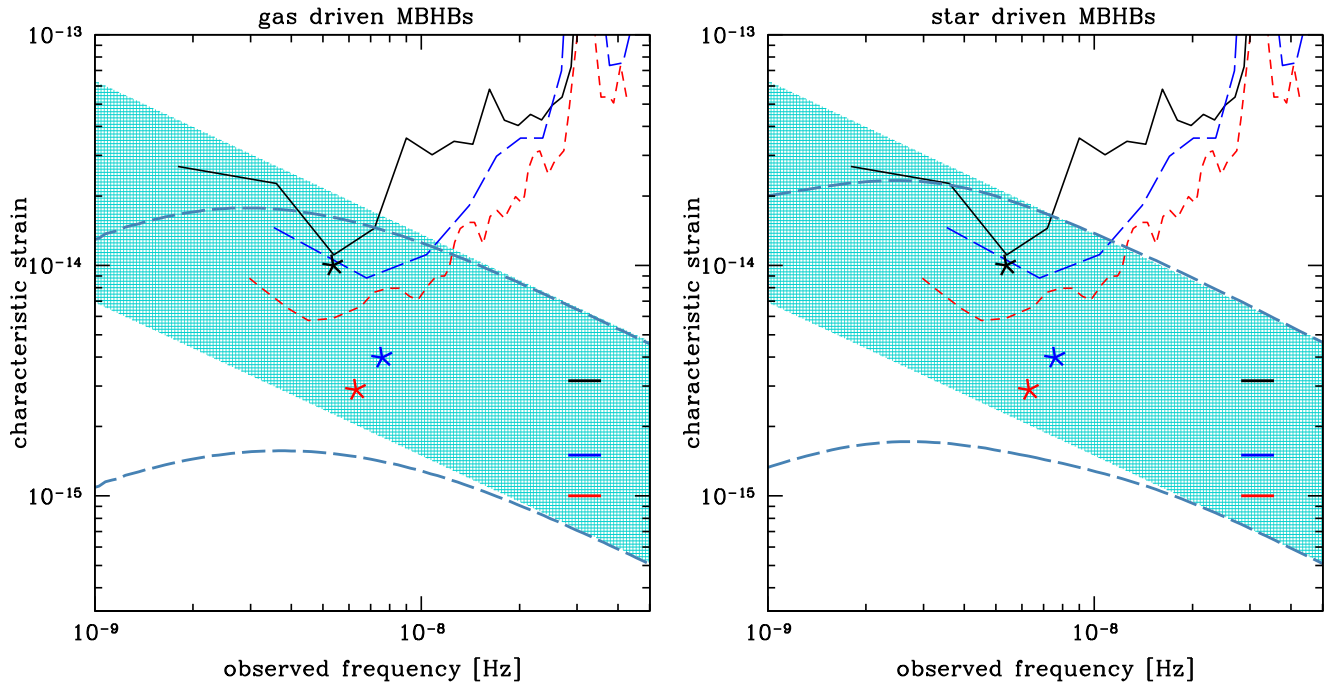 gas driven MBHBs
10⁻¹³
10⁻¹⁴
10⁻¹⁵
characteristic strain
10⁻⁹
10⁻⁸
observed frequency [Hz]
star driven MBHBs
10⁻¹³
10⁻¹⁴
10⁻¹⁵
characteristic strain
10⁻⁹
10⁻⁸
observed frequency [Hz]